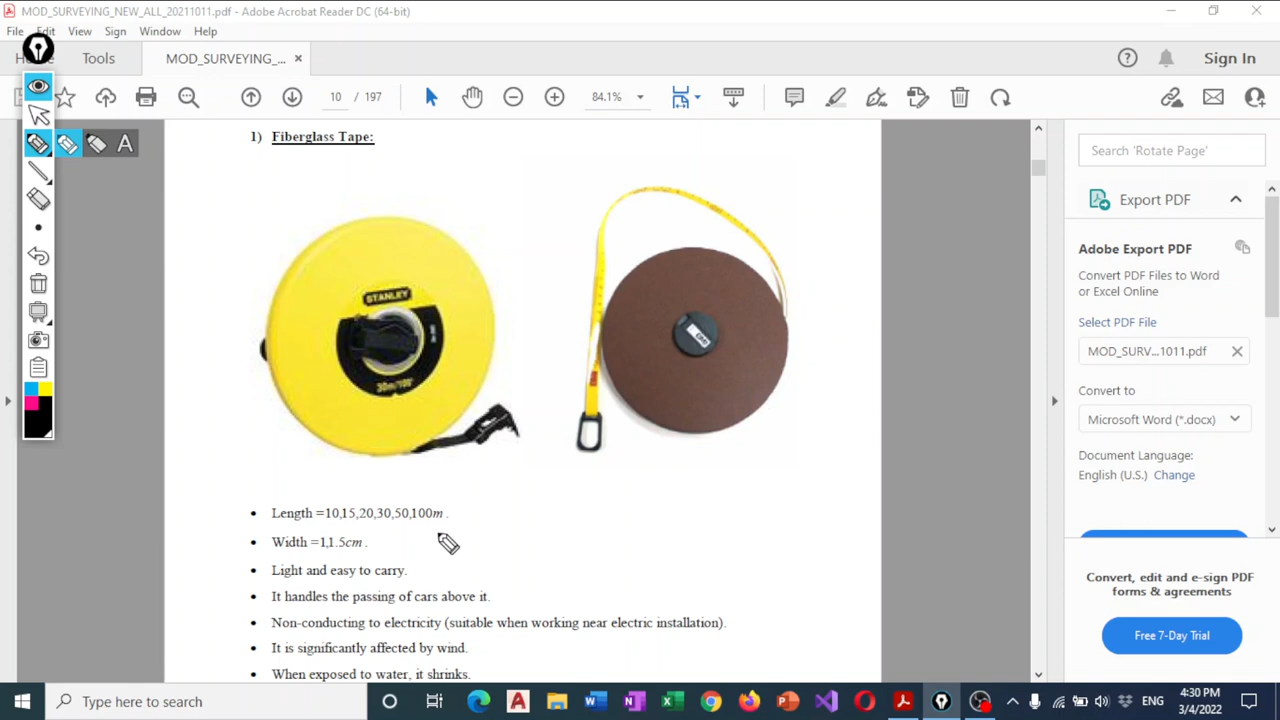 MOD_SURVEYING_NEW_ALL_20211011.pdf - Adobe Acrobat Reader DC (64-bit)
File Edit View Sign Window Help
Tools MOD_SURVEYING_... Sign In
10 / 197 84.1%
A
1) Fiberglass Tape:
STANLEY
30m/100'
Length =10,15,20,30,50,100m .
Width =1,1.5cm .
Light and easy to carry.
It handles the passing of cars above it.
Non-conducting to electricity (suitable when working near electric installation).
It is significantly affected by wind.
When exposed to water, it shrinks.
Search 'Rotate Page'
Export PDF
Adobe Export PDF
Convert PDF Files to Word
or Excel Online
Select PDF File
MOD_SURV...1011.pdf
Convert to
Microsoft Word (*.docx)
Document Language:
English (U.S.) Change
Convert, edit and e-sign PDF
forms & agreements
Free 7-Day Trial
Type here to search
ENG
4:30 PM
3/4/2022